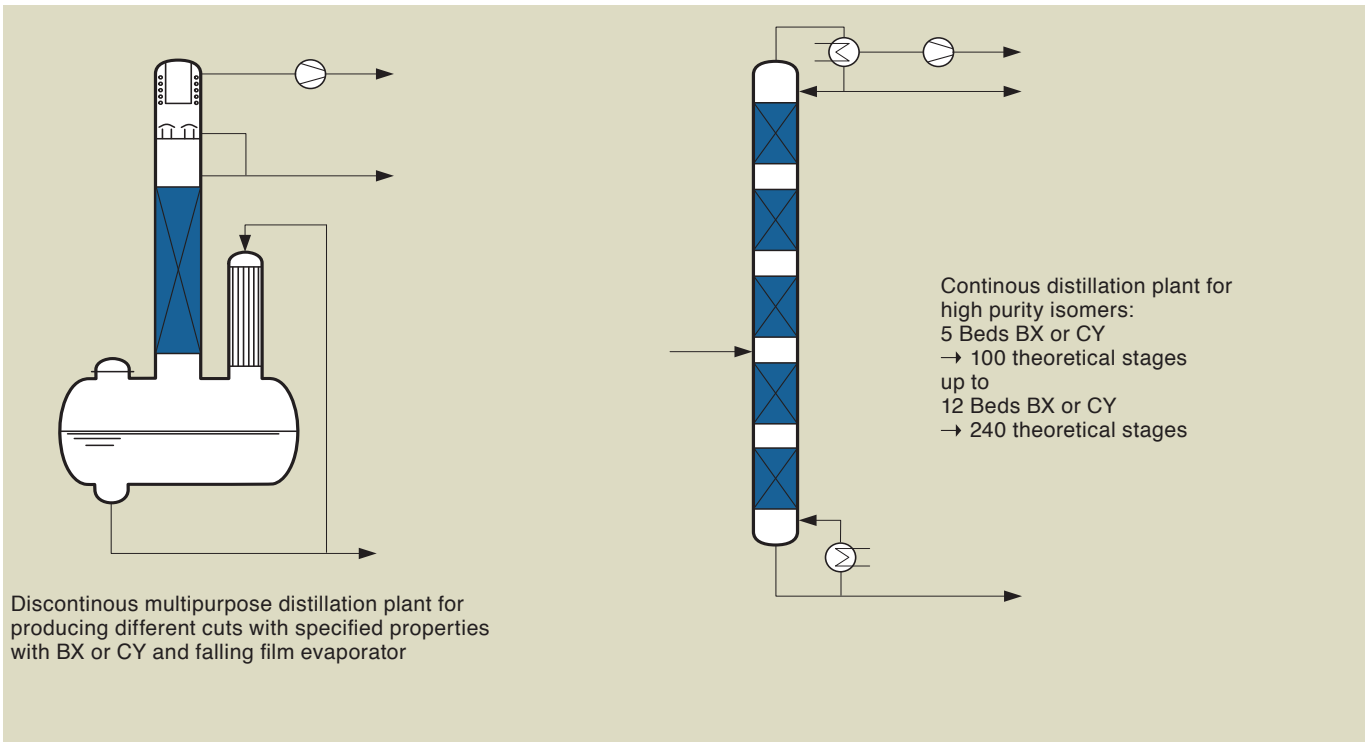 Discontinous multipurpose distillation plant for
producing different cuts with specified properties
with BX or CY and falling film evaporator
Continous distillation plant for
high purity isomers:
5 Beds BX or CY
→ 100 theoretical stages
up to
12 Beds BX or CY
→ 240 theoretical stages